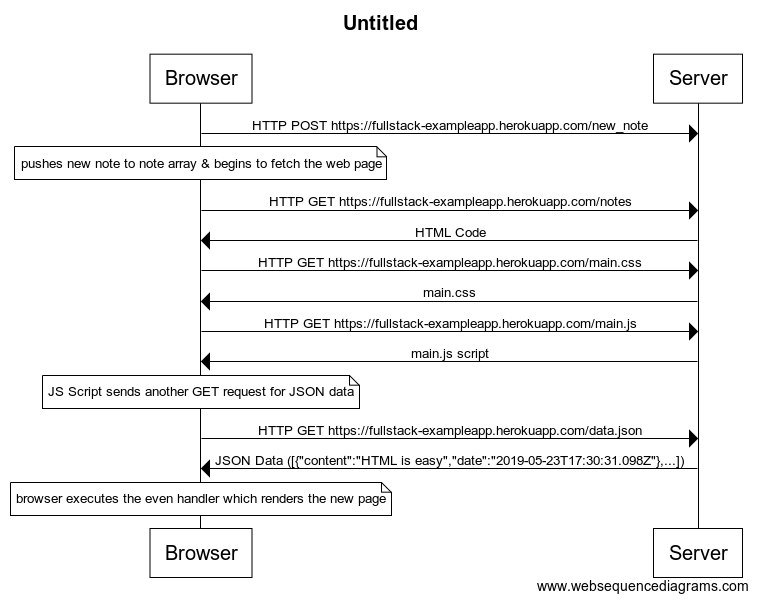 Untitled
Browser
Server
HTTP POST https://fullstack-exampleapp.herokuapp.com/new_note
pushes new note to note array & begins to fetch the web page
HTTP GET https://fullstack-exampleapp.herokuapp.com/notes
HTML Code
HTTP GET https://fullstack-exampleapp.herokuapp.com/main.css
main.css
HTTP GET https://fullstack-exampleapp.herokuapp.com/main.js
main.js script
JS Script sends another GET request for JSON data
HTTP GET https://fullstack-exampleapp.herokuapp.com/data.json
JSON Data ([{"content":"HTML is easy","date":"2019-05-23T17:30:31.098Z"},...])
browser executes the even handler which renders the new page
Browser
Server
www.websequencediagrams.com